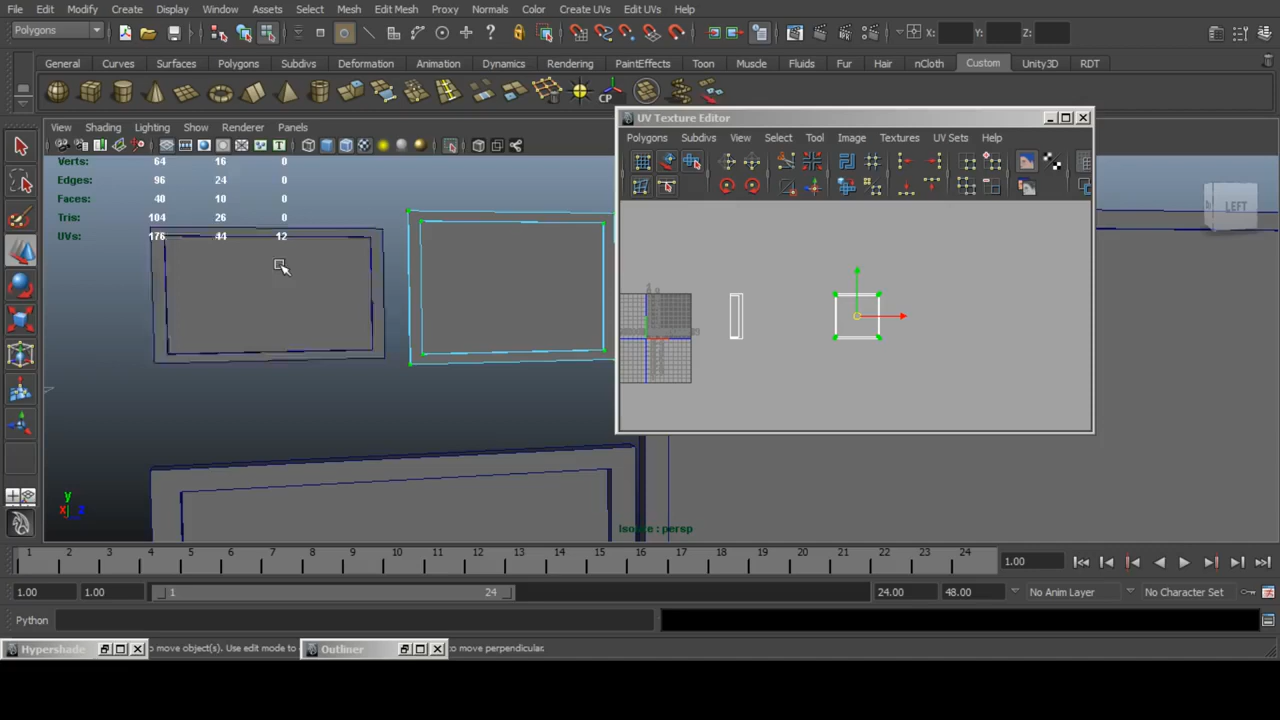 File Edit Modify Create Display Window Assets Select Mesh Edit Mesh Proxy Normals Color Create UVs Edit UVs Help
Polygons X: Y: Z:
General Curves Surfaces Polygons Subdivs Deformation Animation Dynamics Rendering PaintEffects Toon Muscle Fluids Fur Hair nCloth Custom Unity3D RDT
CP
UV Texture Editor
View Shading Lighting Show Renderer Panels
Polygons Subdivs View Select Tool Image Textures UV Sets Help
Verts: 64 16 0
Edges: 96 24 0
Faces: 40 10 0
Tris: 104 26 0
UVs: 176 44 12
LEFT
y
x z
persp
1 2 3 4 5 6 7 8 9 10 11 12 13 14 15 16 17 18 19 20 21 22 23 24 1.00
1.00 1.00 1 24 24.00 48.00 No Anim Layer No Character Set
Python
Hypershade to move object(s). Use edit mode to Outliner to move perpendicular.